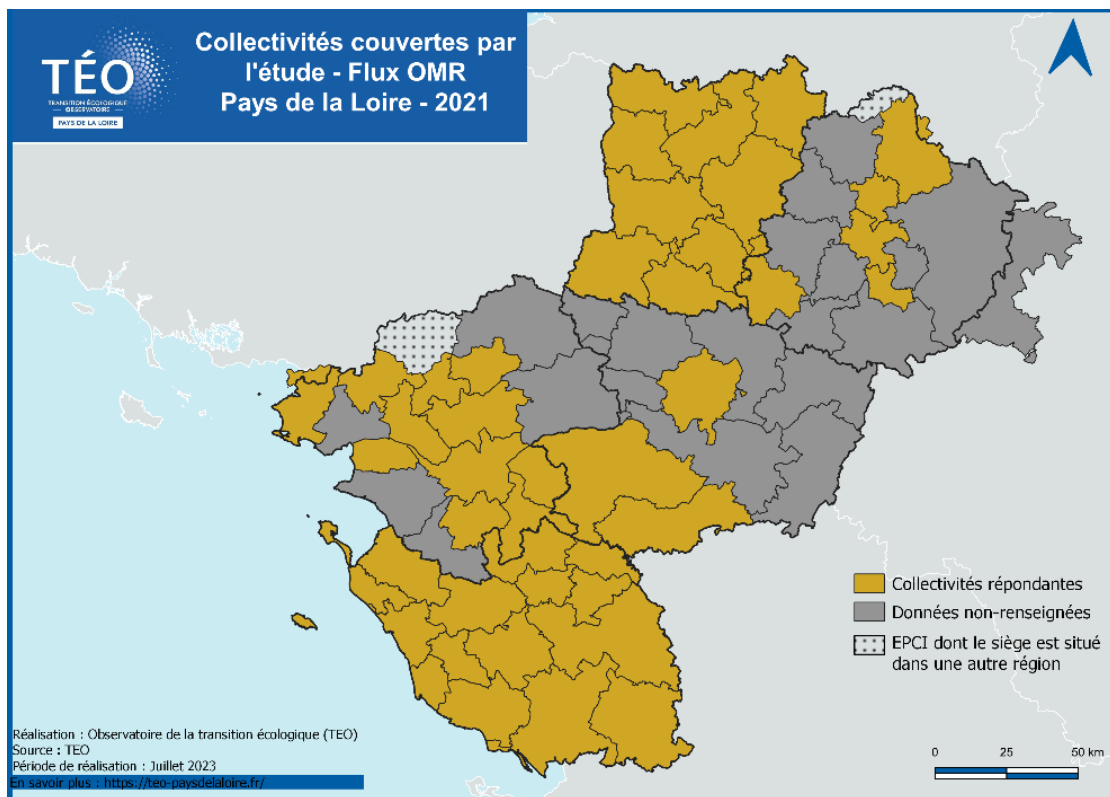 TÉO
TRANSITION ÉCOLOGIQUE
OBSERVATOIRE
PAYS DE LA LOIRE
Collectivités couvertes par
l'étude - Flux OMR
Pays de la Loire - 2021
Collectivités répondantes
Données non-renseignées
EPCI dont le siège est situé
dans une autre région
Réalisation : Observatoire de la transition écologique (TEO)
Source : TEO
Période de réalisation : Juillet 2023
En savoir plus : https://teo-paysdelaloire.fr/
0 25 50 km